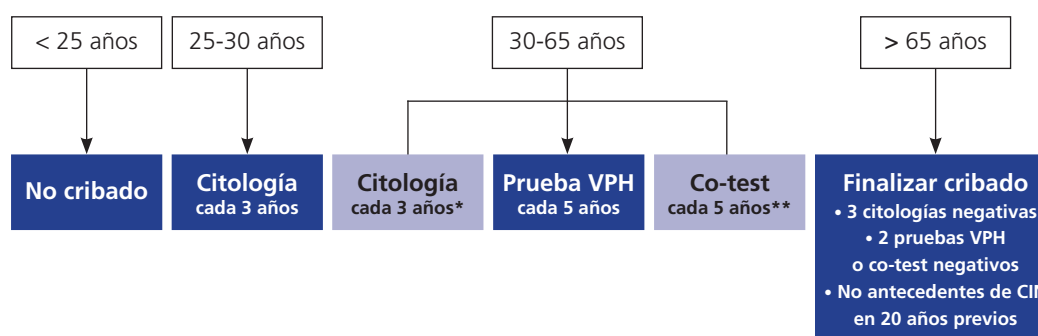 < 25 años
25-30 años
30-65 años
> 65 años
No cribado
Citología
cada 3 años
Citología
cada 3 años*
Prueba VPH
cada 5 años
Co-test
cada 5 años**
Finalizar cribado
• 3 citologías negativas
• 2 pruebas VPH
o co-test negativos
• No antecedentes de
en 20 años previos